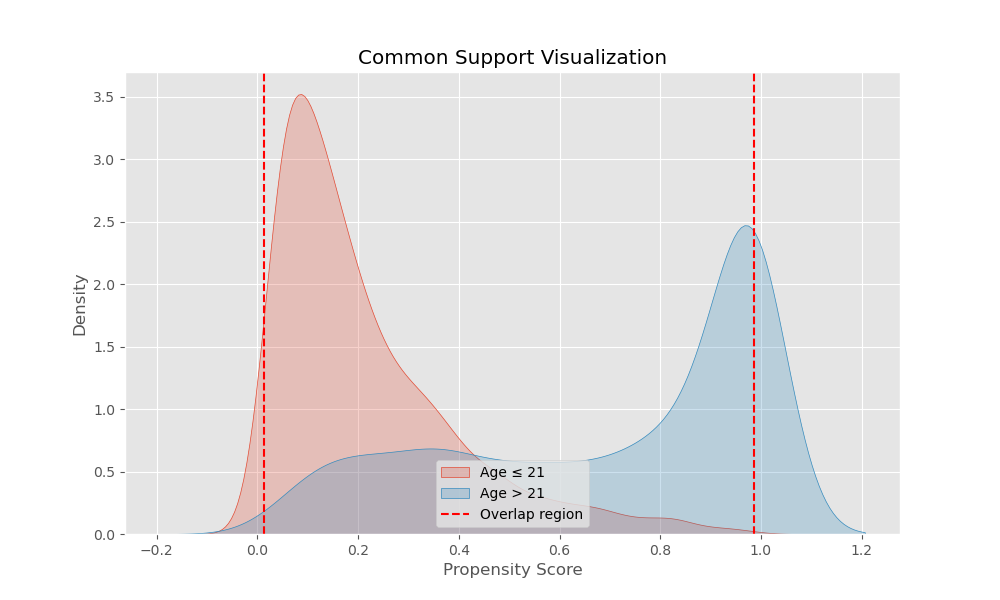 Common Support Visualization
Density
3.5
3.0
2.5
2.0
1.5
1.0
0.5
0.0
Age ≤ 21
Age > 21
Overlap region
−0.2 0.0 0.2 0.4 0.6 0.8 1.0 1.2
Propensity Score